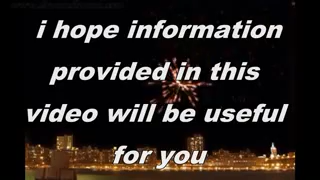 i hope information
provided in this
video will be useful
for you